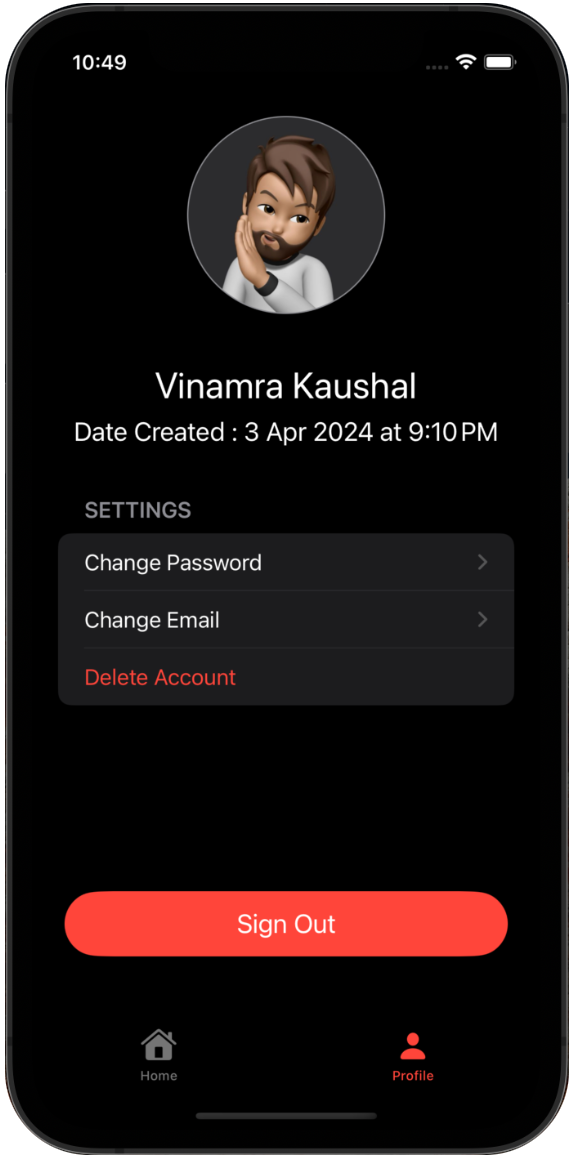 10:49
Vinamra Kaushal
Date Created : 3 Apr 2024 at 9:10 PM
SETTINGS
Change Password
Change Email
Delete Account
Sign Out
Home
Profile